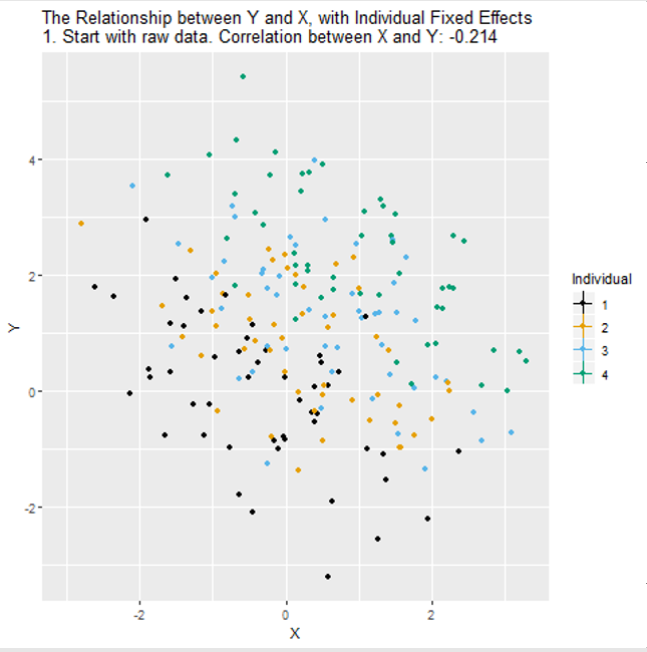 The Relationship between Y and X, with Individual Fixed Effects
1. Start with raw data. Correlation between X and Y: -0.214
4
2
0
-2
Y
-2
0
2
X
Individual
1
2
3
4